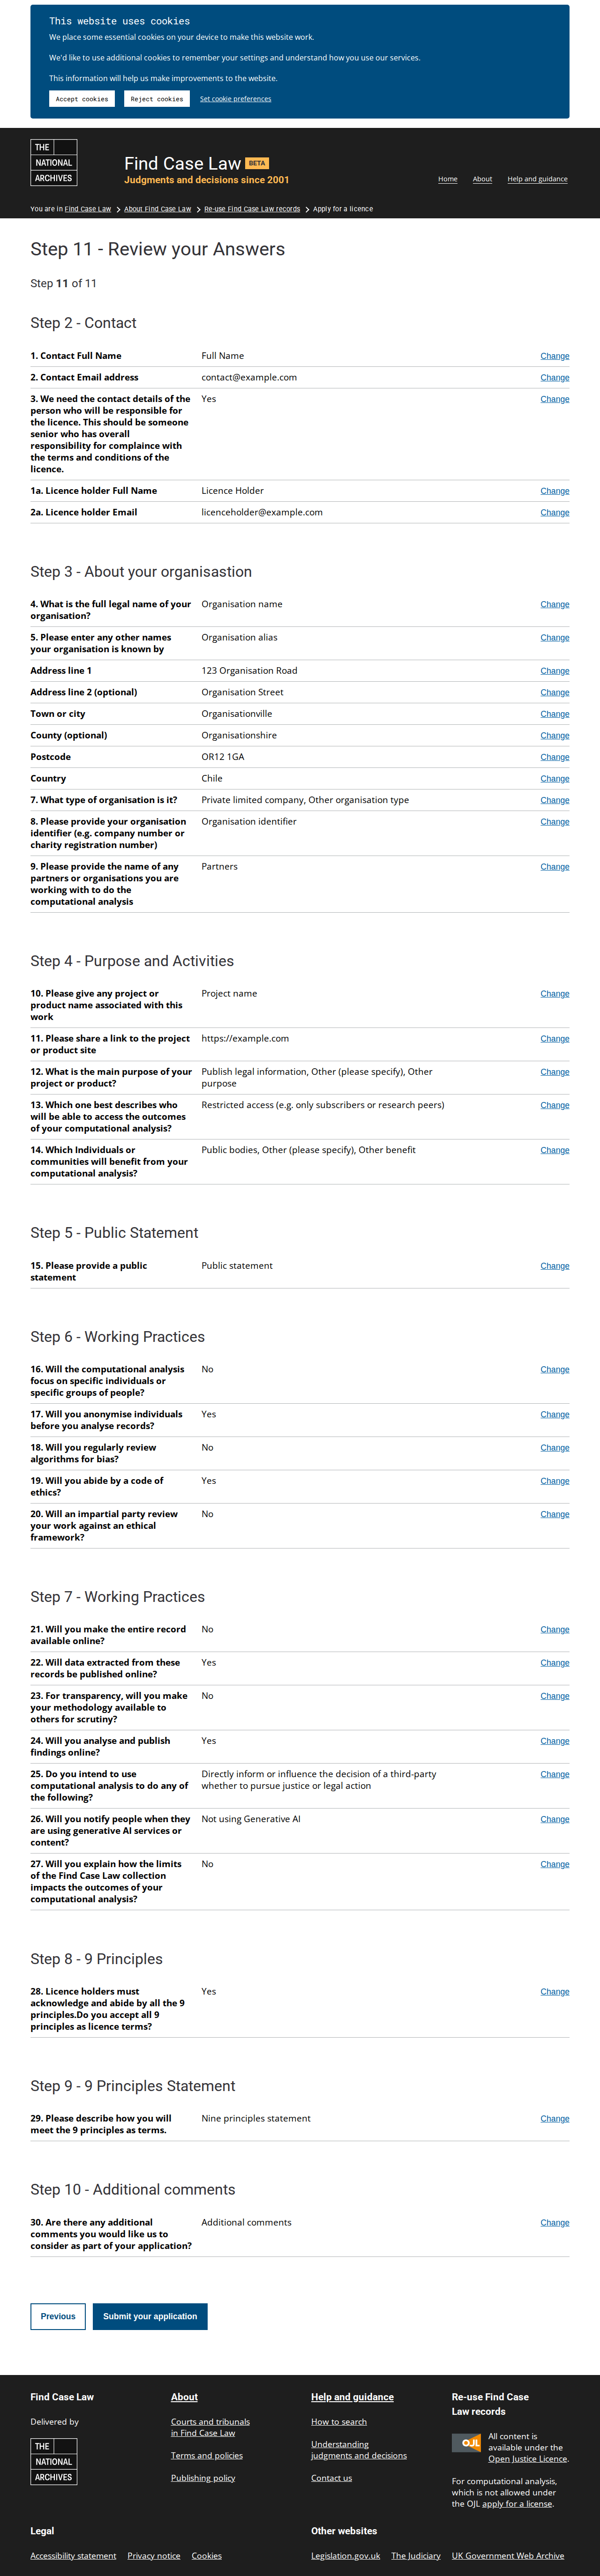 This website uses cookies
We place some essential cookies on your device to make this website work.
We'd like to use additional cookies to remember your settings and understand how you use our services.
This information will help us make improvements to the website.
Accept cookies Reject cookies Set cookie preferences
THE
NATIONAL
ARCHIVES
Find Case Law BETA
Judgments and decisions since 2001
Home About Help and guidance
You are in Find Case Law About Find Case Law Re-use Find Case Law records Apply for a licence
Step 11 - Review your Answers
Step 11 of 11
Step 2 - Contact
1. Contact Full Name Full Name Change
2. Contact Email address contact@example.com Change
3. We need the contact details of the Yes Change
person who will be responsible for
the licence. This should be someone
senior who has overall
responsibility for complaince with
the terms and conditions of the
licence.
1a. Licence holder Full Name Licence Holder Change
2a. Licence holder Email licenceholder@example.com Change
Step 3 - About your organisastion
4. What is the full legal name of your Organisation name Change
organisation?
5. Please enter any other names Organisation alias Change
your organisation is known by
Address line 1 123 Organisation Road Change
Address line 2 (optional) Organisation Street Change
Town or city Organisationville Change
County (optional) Organisationshire Change
Postcode OR12 1GA Change
Country Chile Change
7. What type of organisation is it? Private limited company, Other organisation type Change
8. Please provide your organisation Organisation identifier Change
identifier (e.g. company number or
charity registration number)
9. Please provide the name of any Partners Change
partners or organisations you are
working with to do the
computational analysis
Step 4 - Purpose and Activities
10. Please give any project or Project name Change
product name associated with this
work
11. Please share a link to the project https://example.com Change
or product site
12. What is the main purpose of your Publish legal information, Other (please specify), Other Change
project or product? purpose
13. Which one best describes who Restricted access (e.g. only subscribers or research peers) Change
will be able to access the outcomes
of your computational analysis?
14. Which Individuals or Public bodies, Other (please specify), Other benefit Change
communities will benefit from your
computational analysis?
Step 5 - Public Statement
15. Please provide a public Public statement Change
statement
Step 6 - Working Practices
16. Will the computational analysis No Change
focus on specific individuals or
specific groups of people?
17. Will you anonymise individuals Yes Change
before you analyse records?
18. Will you regularly review No Change
algorithms for bias?
19. Will you abide by a code of Yes Change
ethics?
20. Will an impartial party review No Change
your work against an ethical
framework?
Step 7 - Working Practices
21. Will you make the entire record No Change
available online?
22. Will data extracted from these Yes Change
records be published online?
23. For transparency, will you make No Change
your methodology available to
others for scrutiny?
24. Will you analyse and publish Yes Change
findings online?
25. Do you intend to use Directly inform or influence the decision of a third-party Change
computational analysis to do any of whether to pursue justice or legal action
the following?
26. Will you notify people when they Not using Generative AI Change
are using generative AI services or
content?
27. Will you explain how the limits No Change
of the Find Case Law collection
impacts the outcomes of your
computational analysis?
Step 8 - 9 Principles
28. Licence holders must Yes Change
acknowledge and abide by all the 9
principles.Do you accept all 9
principles as licence terms?
Step 9 - 9 Principles Statement
29. Please describe how you will Nine principles statement Change
meet the 9 principles as terms.
Step 10 - Additional comments
30. Are there any additional Additional comments Change
comments you would like us to
consider as part of your application?
Previous Submit your application
Find Case Law
Delivered by
THE
NATIONAL
ARCHIVES
About
Courts and tribunals
in Find Case Law
Terms and policies
Publishing policy
Help and guidance
How to search
Understanding
judgments and decisions
Contact us
Re-use Find Case
Law records
OJL
All content is
available under the
Open Justice Licence.
For computational analysis,
which is not allowed under
the OJL apply for a license.
Legal
Accessibility statement Privacy notice Cookies
Other websites
Legislation.gov.uk The Judiciary UK Government Web Archive